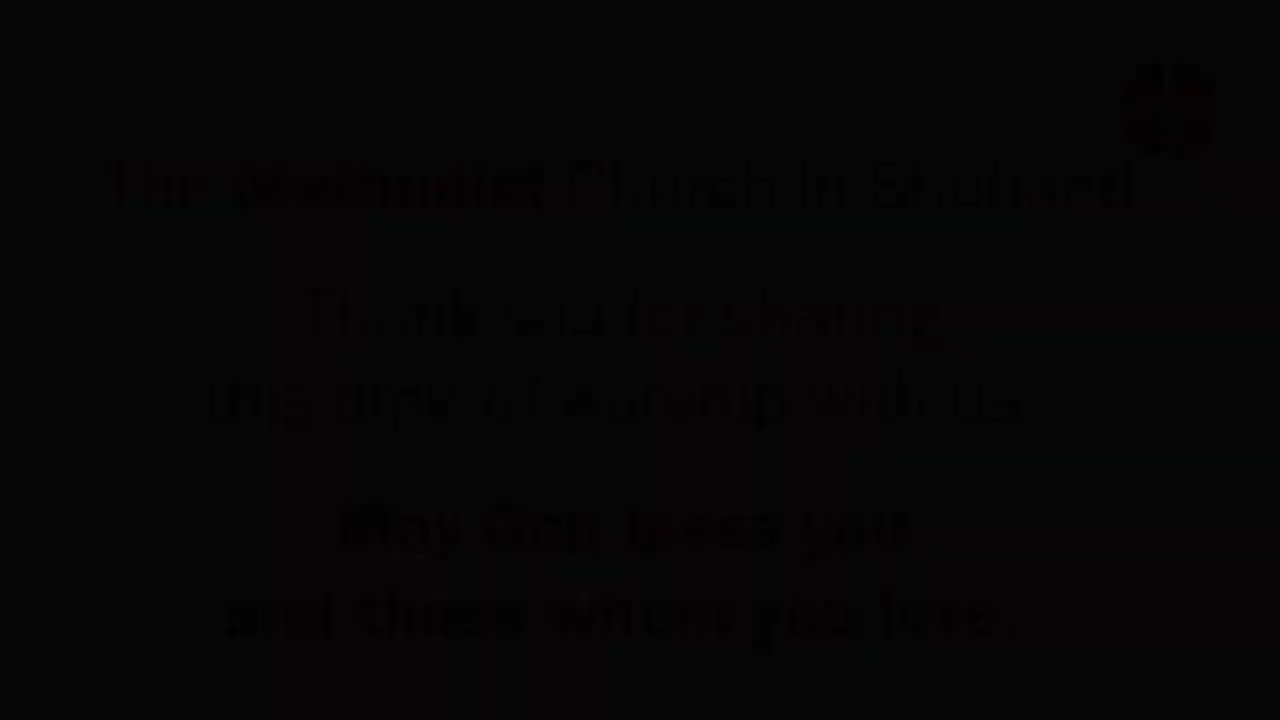 The Methodist Church in Shetland
Thank you for sharing
this time of worship with us
May God bless you
and those whom you love.